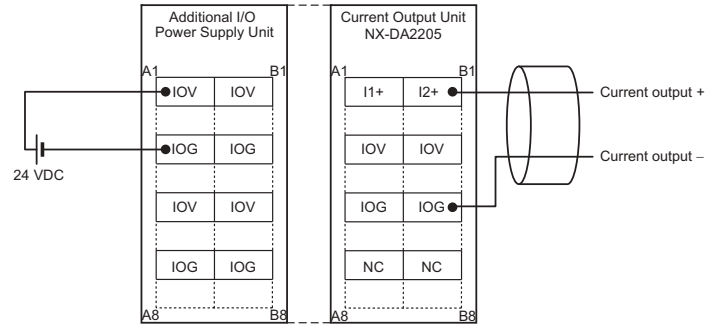 Additional I/O
Power Supply Unit
A1
B1
IOV
IOV
IOG
IOG
IOV
IOV
IOG
IOG
A8
B8
24 VDC
Current Output Unit
NX-DA2205
A1
B1
I1+
I2+
IOV
IOV
IOG
IOG
NC
NC
A8
B8
Current output +
Current output −